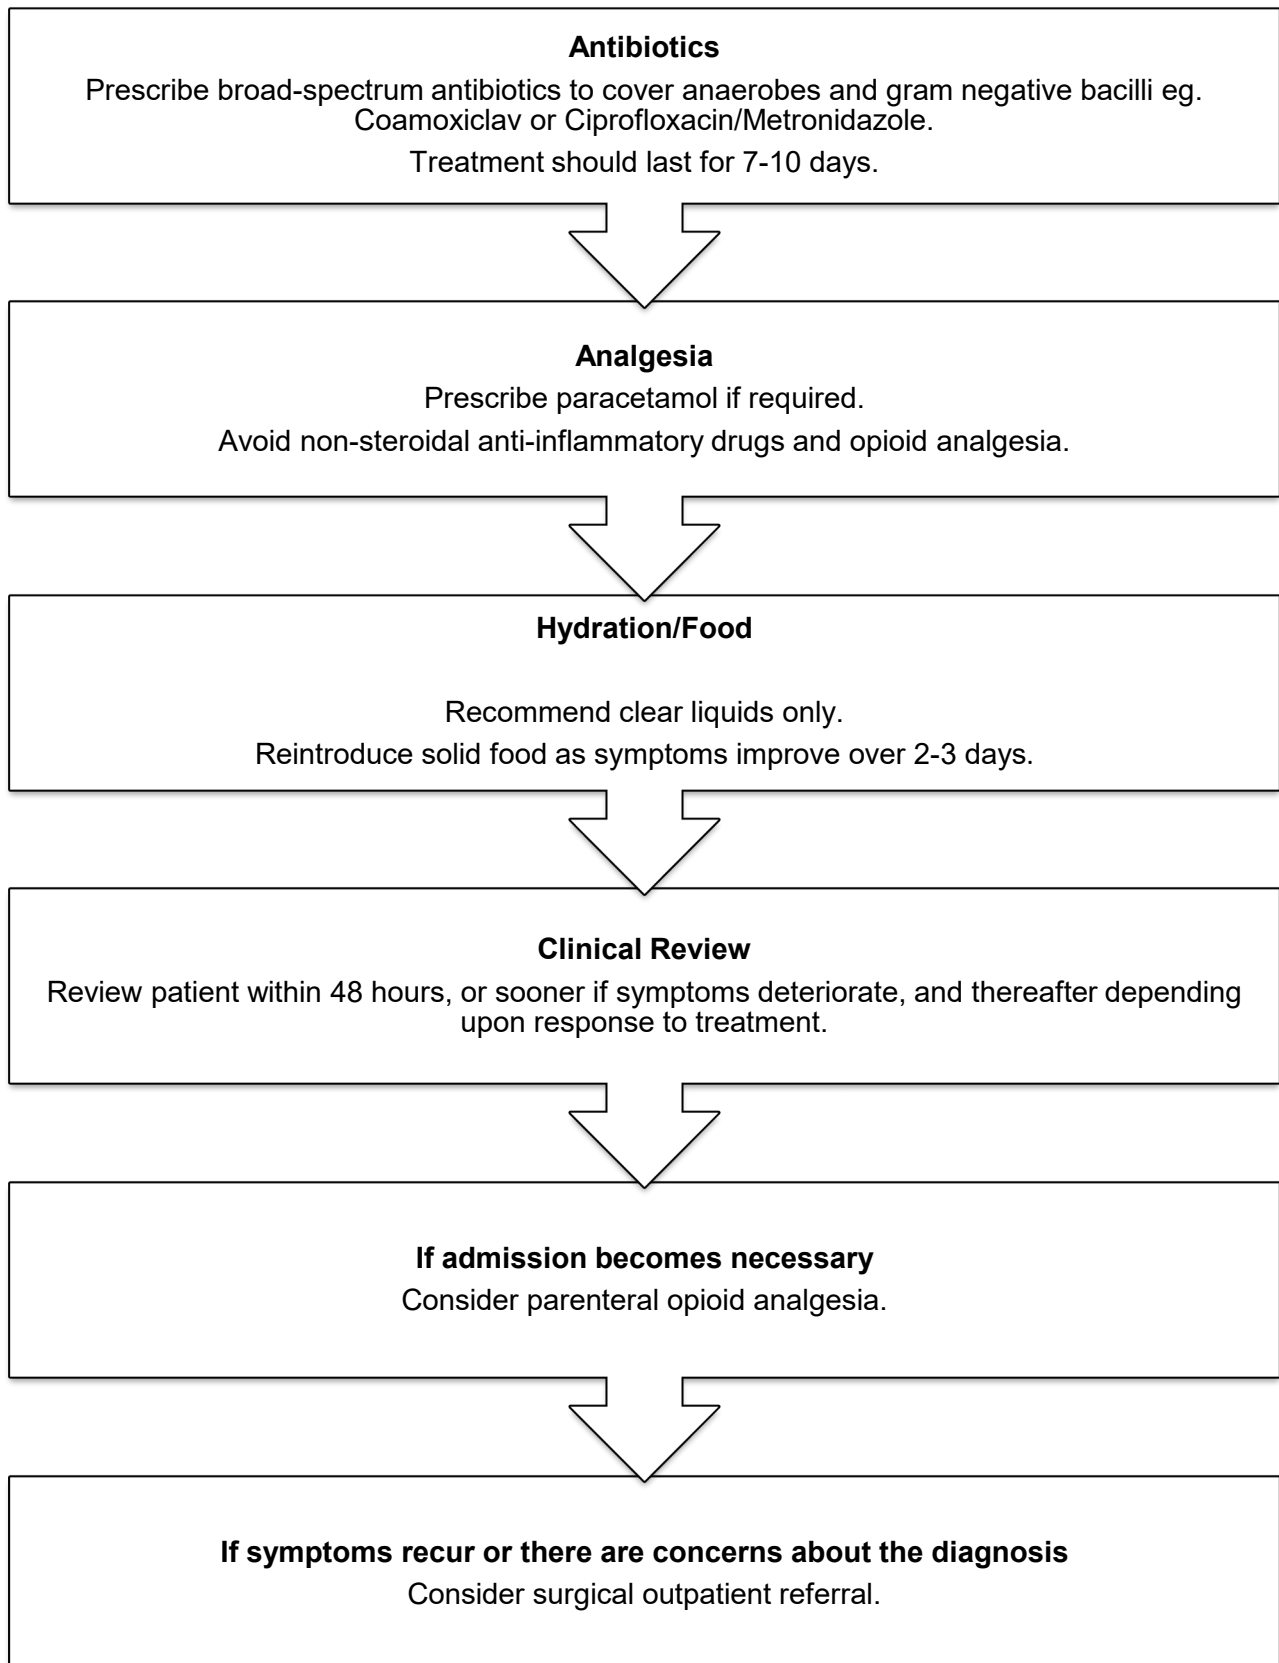 Antibiotics
Prescribe broad-spectrum antibiotics to cover anaerobes and gram negative bacilli eg.
Coamoxiclav or Ciprofloxacin/Metronidazole.
Treatment should last for 7-10 days.
Analgesia
Prescribe paracetamol if required.
Avoid non-steroidal anti-inflammatory drugs and opioid analgesia.
Hydration/Food
Recommend clear liquids only.
Reintroduce solid food as symptoms improve over 2-3 days.
Clinical Review
Review patient within 48 hours, or sooner if symptoms deteriorate, and thereafter depending
upon response to treatment.
If admission becomes necessary
Consider parenteral opioid analgesia.
If symptoms recur or there are concerns about the diagnosis
Consider surgical outpatient referral.